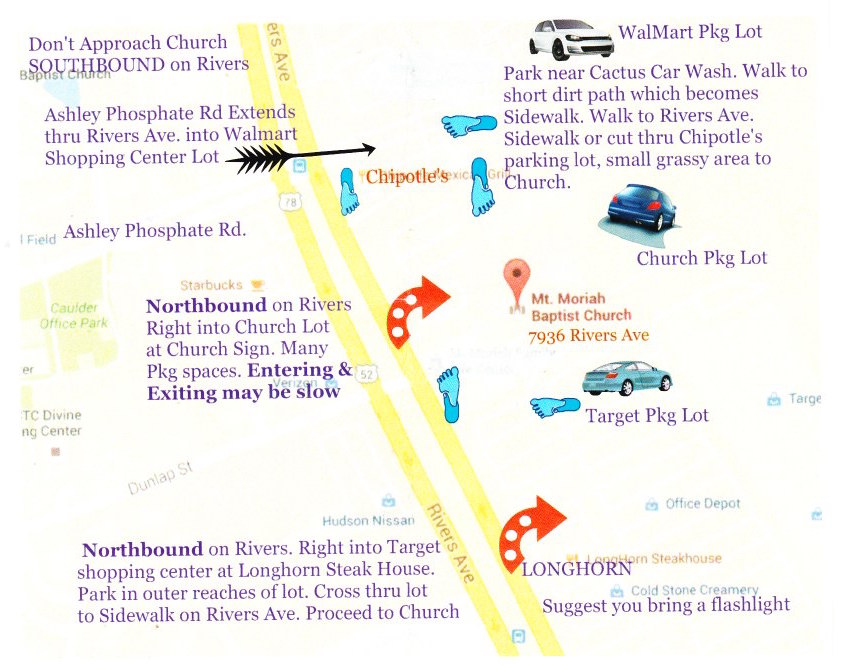 ers Ave
Don't Approach Church
SOUTHBOUND on Rivers
Baptist Church
WalMart Pkg Lot
Park near Cactus Car Wash. Walk to
short dirt path which becomes
Sidewalk. Walk to Rivers Ave.
Sidewalk or cut thru Chipotle's
parking lot, small grassy area to
Church.
Ashley Phosphate Rd Extends
thru Rivers Ave. into Walmart
Shopping Center Lot
Chipotle's
Mexican Gri
78
l Field
Ashley Phosphate Rd.
Church Pkg Lot
Starbucks
Caulder
Office Park
Northbound on Rivers
Right into Church Lot
at Church Sign. Many
Pkg spaces. Entering &
Exiting may be slow
Verizon
52
er
Mt. Moriah
Baptist Church
7936 Rivers Ave
Target Pkg Lot
Targe
TC Divine
ng Center
Dunlap St
Hudson Nissan
Rivers Ave
Office Depot
LongHorn Steakhouse
LONGHORN
Cold Stone Creamery
Suggest you bring a flashlight
Northbound on Rivers. Right into Target
shopping center at Longhorn Steak House.
Park in outer reaches of lot. Cross thru lot
to Sidewalk on Rivers Ave. Proceed to Church